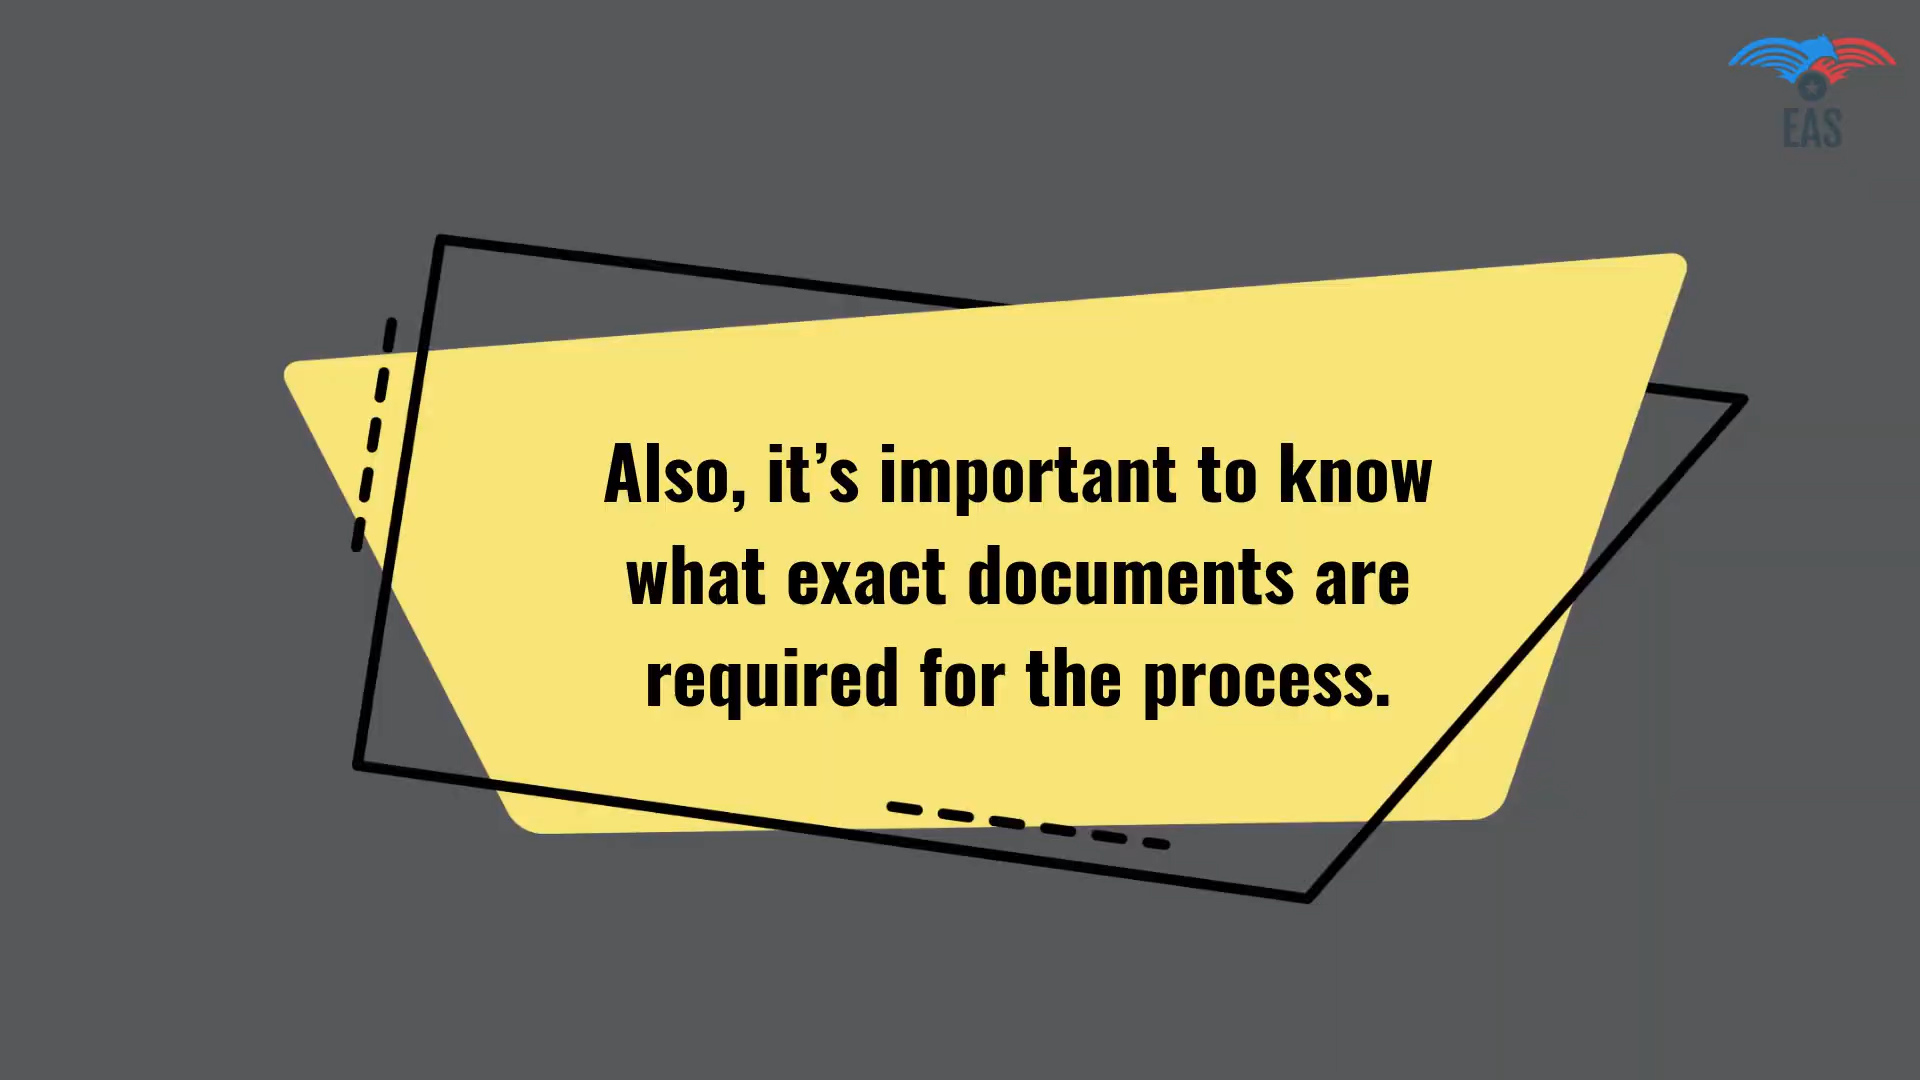 EAS
Also, it’s important to know
what exact documents are
required for the process.